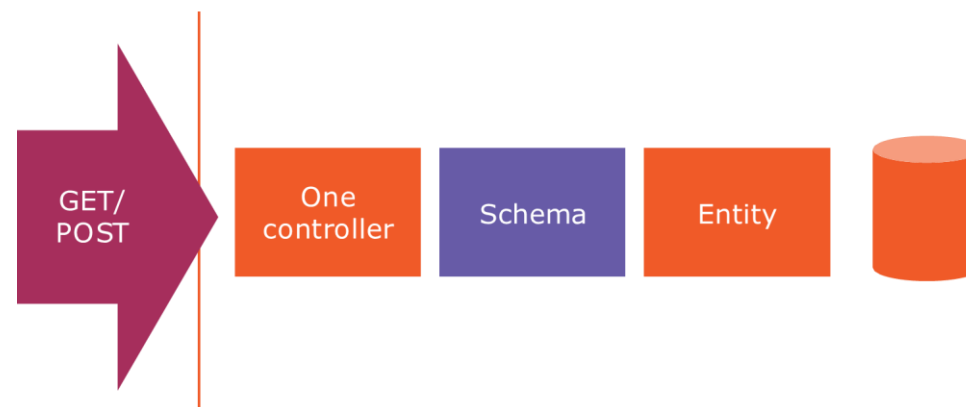 GET/
POST
One
controller
Schema
Entity